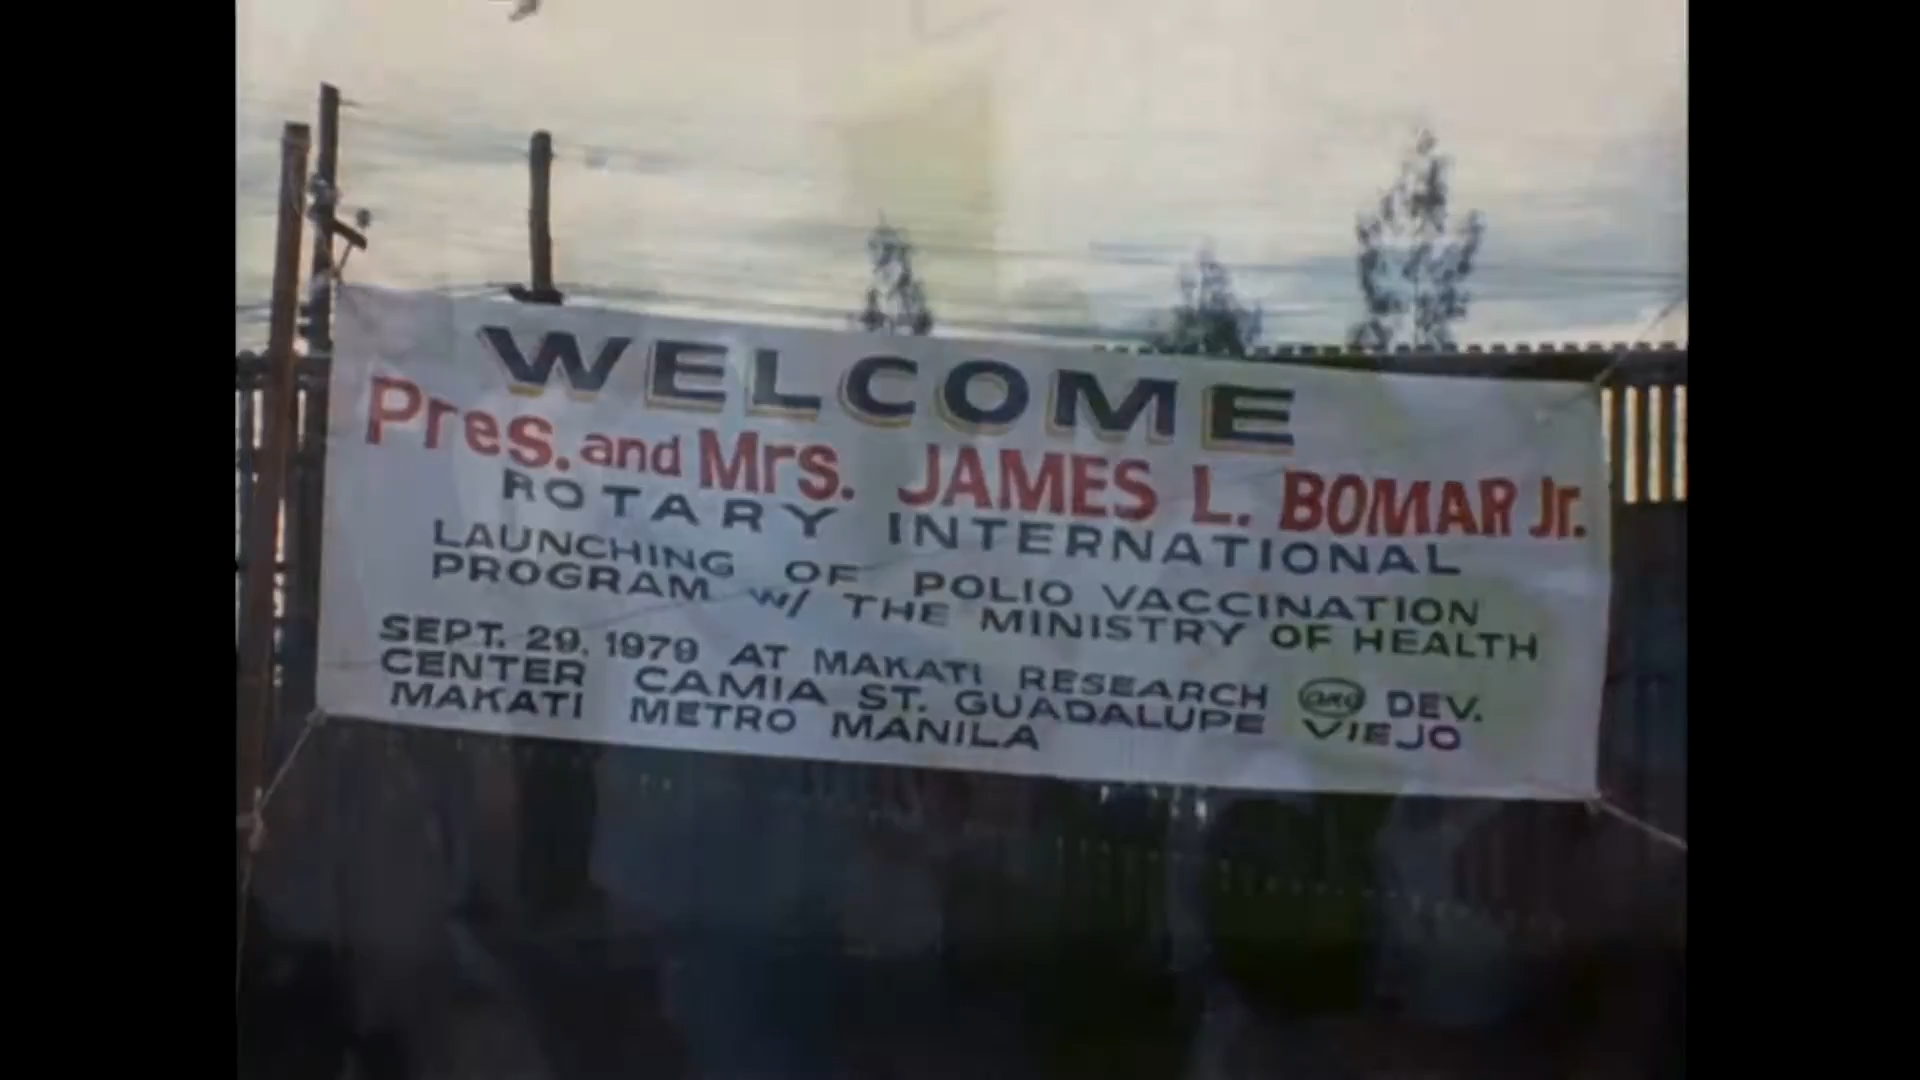 WELCOME
Pres. and Mrs. JAMES L. BOMAR Jr.
ROTARY INTERNATIONAL
LAUNCHING OF POLIO VACCINATION
PROGRAM w/ THE MINISTRY OF HEALTH
SEPT. 29, 1979 AT MAKATI RESEARCH DEV.
CENTER CAMIA ST. GUADALUPE VIEJO
MAKATI METRO MANILA